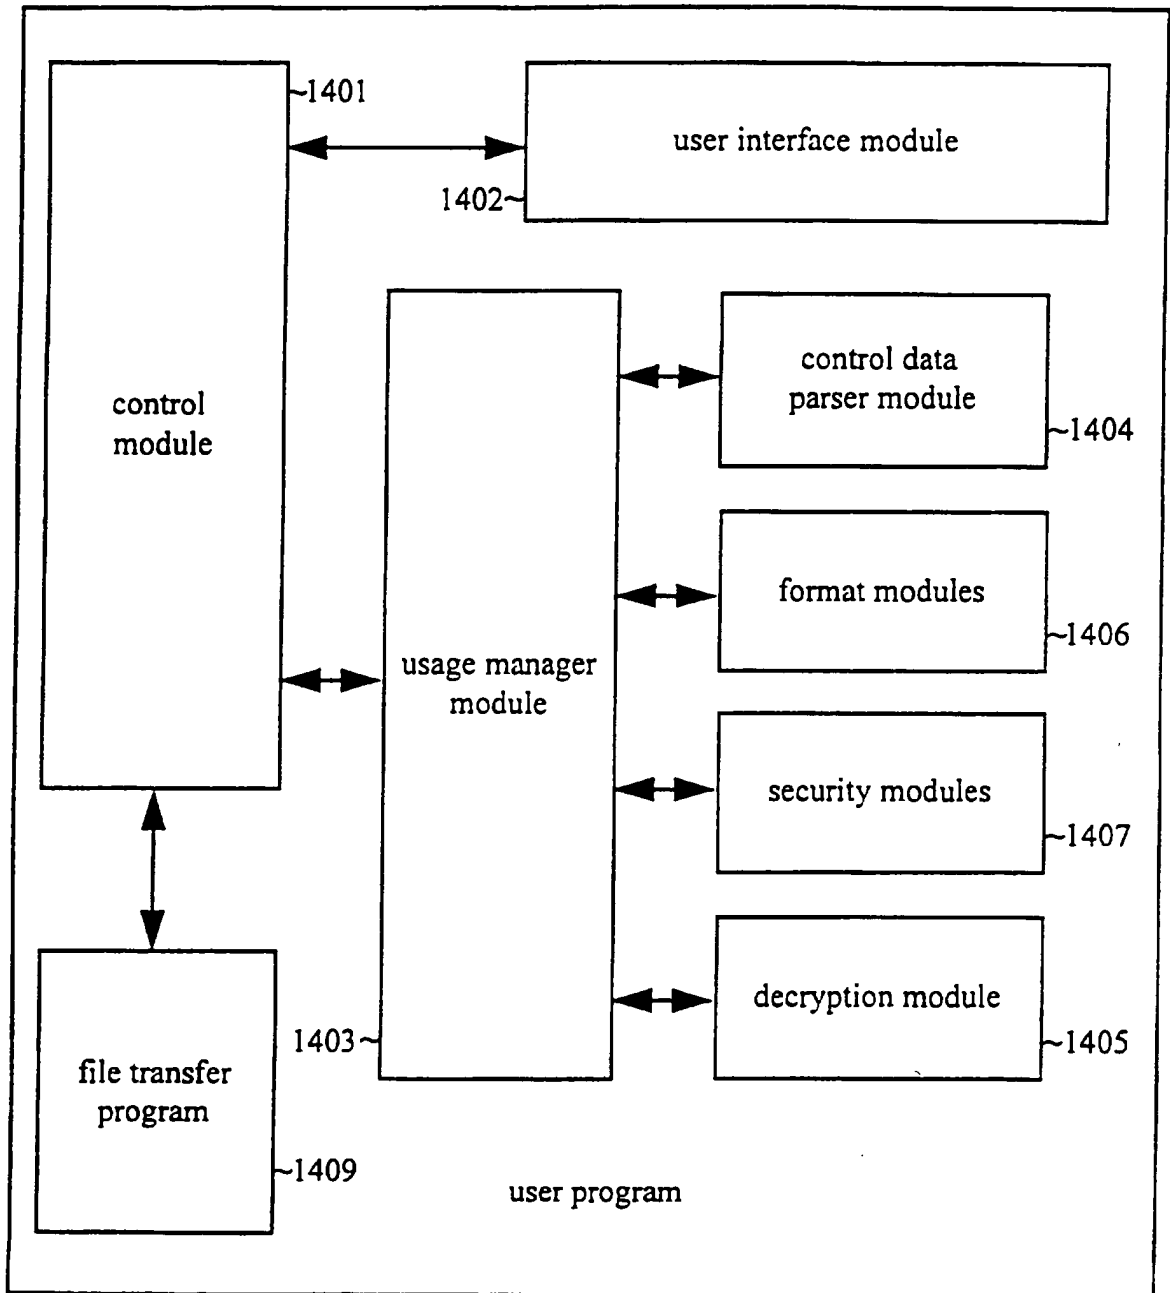 ~1401
user interface module
1402~
control data
parser module
~1404
control
module
format modules
~1406
usage manager
module
security modules
~1407
decryption module
1403~
~1405
file transfer
program
~1409
user program